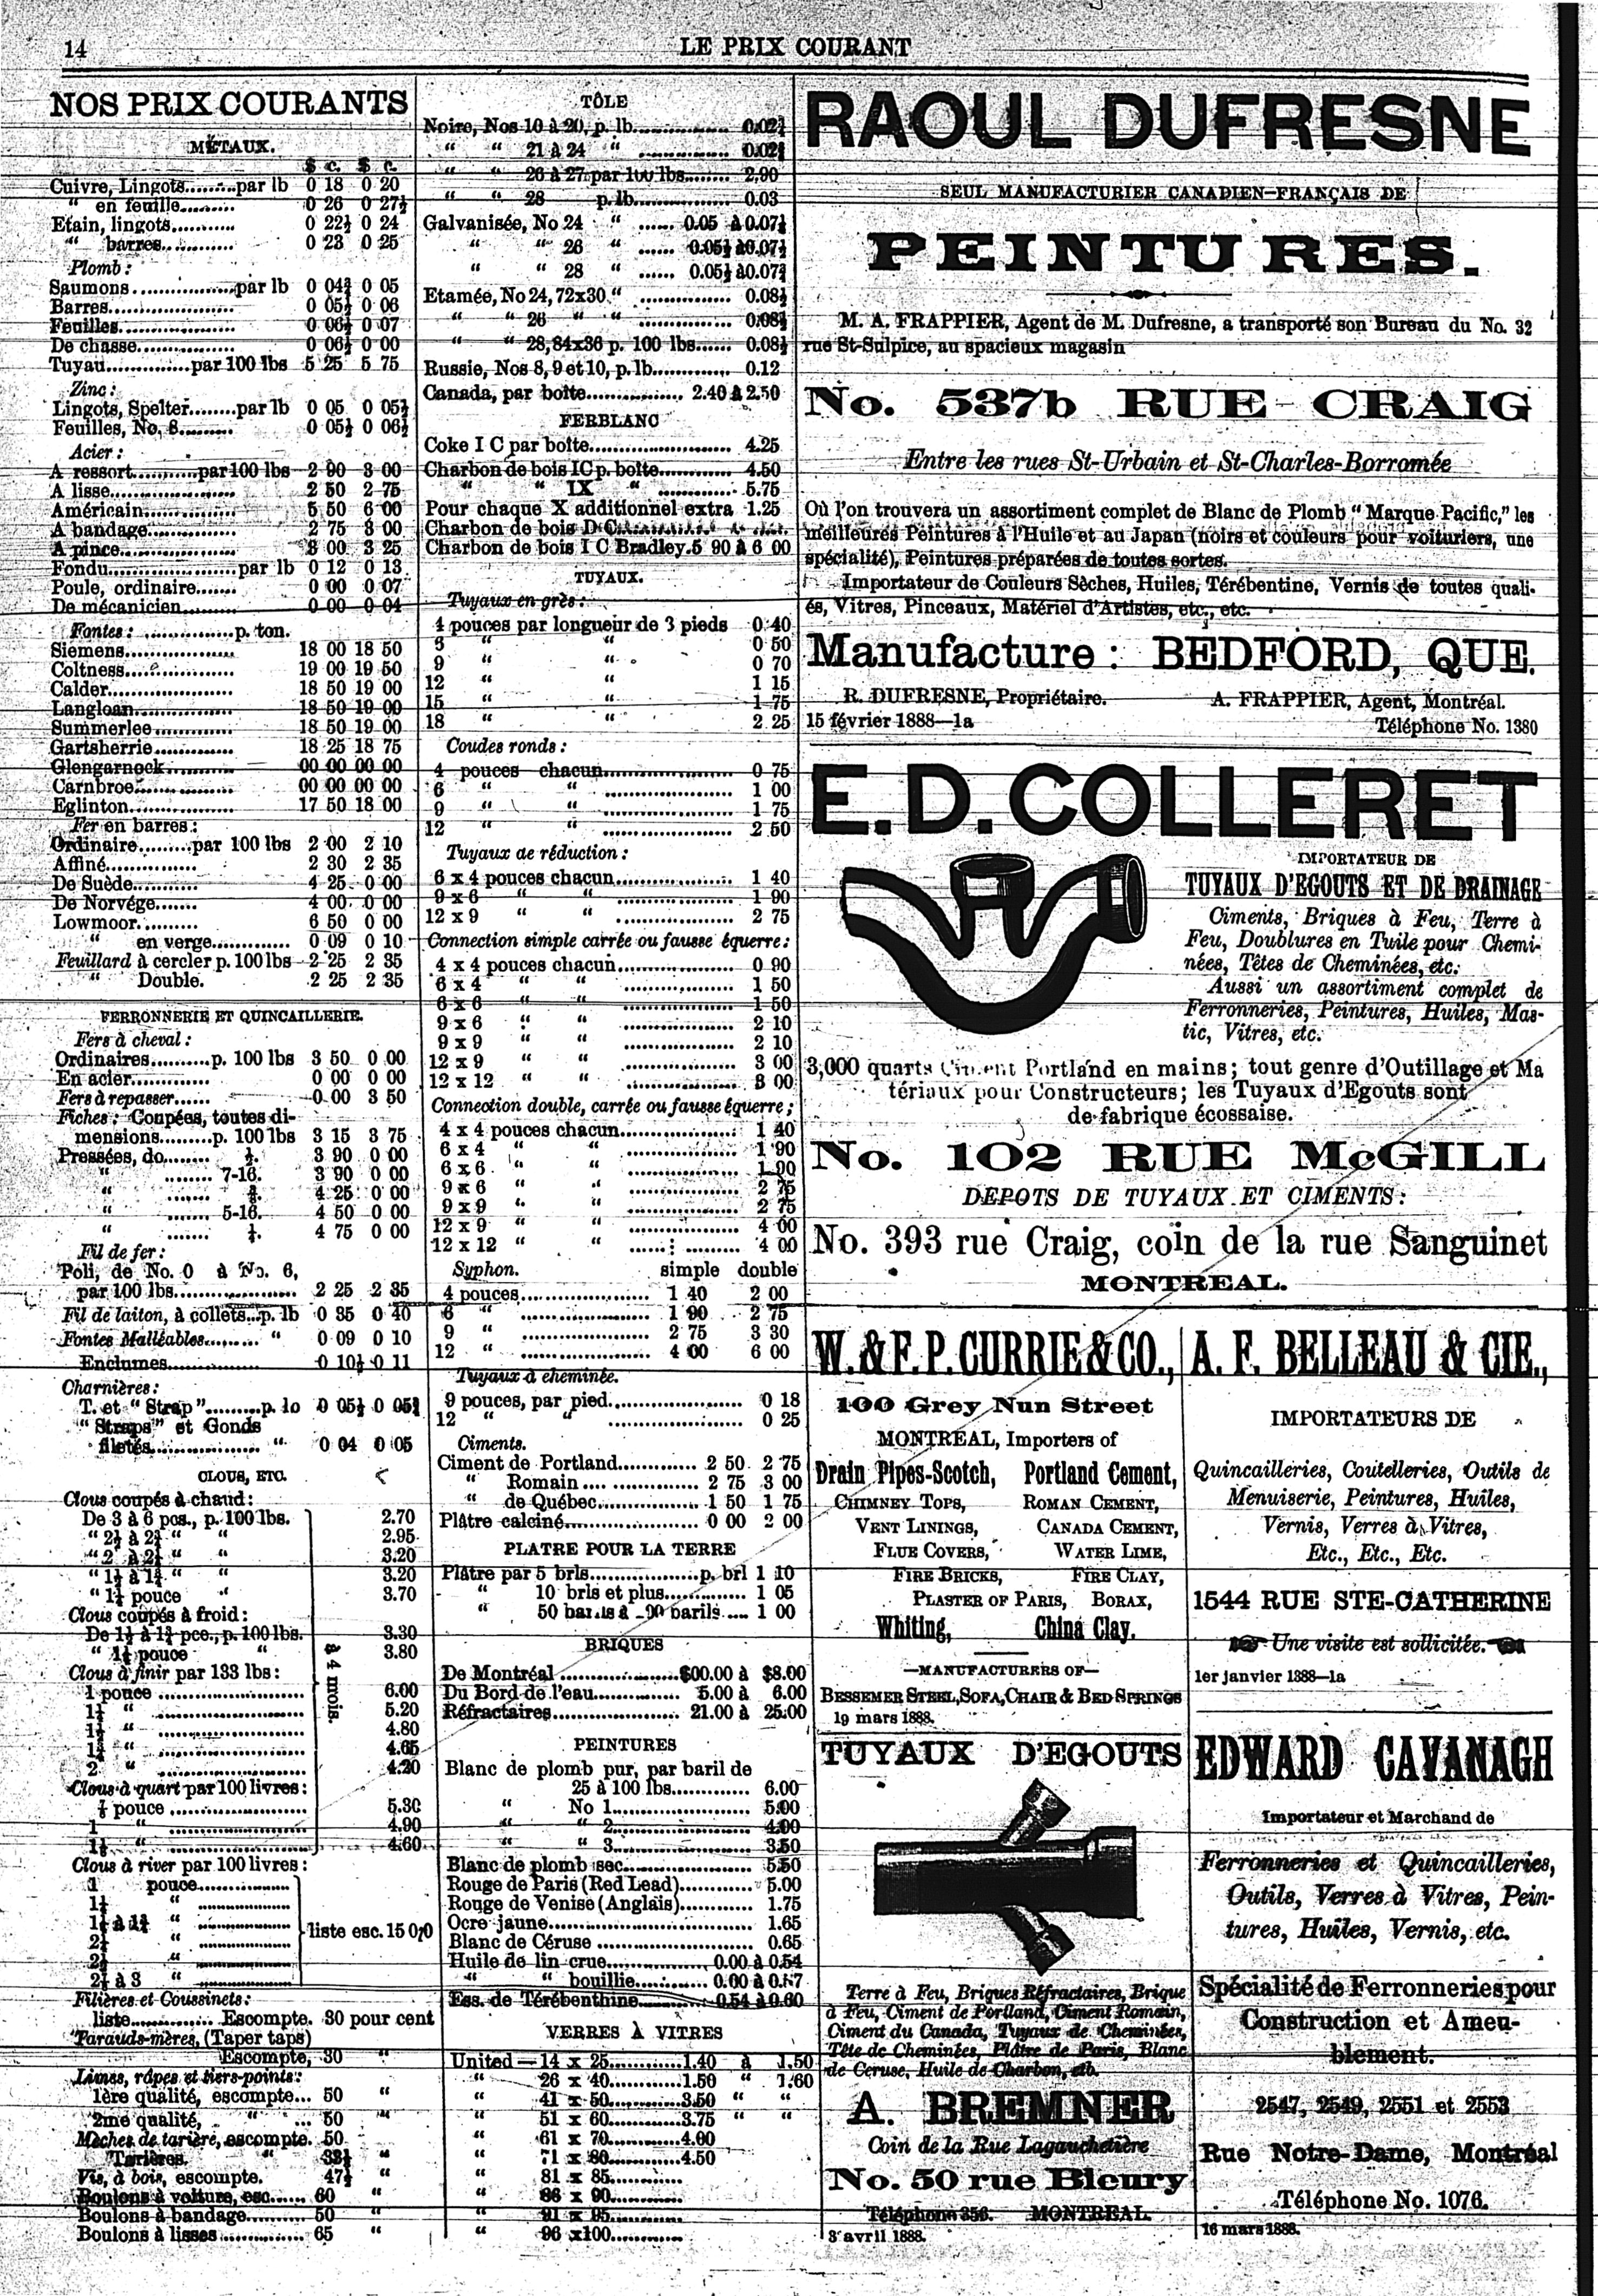 14
LE PRIX COURANT
NOS PRIX COURANTS
MÉTAUX.
$ c. $ c.
Cuivre, Lingots........par lb 0 18 0 20
“ en feuille......... 0 26 0 27½
Etain, lingots........... 0 22½ 0 24
“ barres............ 0 23 0 25
Plomb :
Saumons.................par lb 0 04¾ 0 05
Barres..................... 0 05½ 0 06
Feuilles................... 0 06½ 0 07
De chasse................ 0 06½ 0 00
Tuyau..............par 100 lbs 5 25 5 75
Zinc :
Lingots, Spelter........par lb 0 05 0 05½
Feuilles, No. 8......... 0 05½ 0 06½
Acier :
A ressort..........par 100 lbs 2 90 3 00
A lisse..................... 2 50 2 75
Américain................ 5 50 6 00
A bandage................ 2 75 3 00
A pince.................... 3 00 3 25
Fondu......................par lb 0 12 0 13
Poule, ordinaire....... 0 00 0 07
De mécanicien......... 0 00 0 04
Fontes : ..............p. ton.
Siemens................... 18 00 18 50
Coltness................... 19 00 19 50
Calder...................... 18 50 19 00
Langloan................. 18 50 19 00
Summerlee.............. 18 50 19 00
Gartsherrie.............. 18 25 18 75
Glengarnock........... 00 00 00 00
Carnbroe................. 00 00 00 00
Eglinton.................. 17 50 18 00
Fer en barres :
Ordinaire.........par 100 lbs 2 00 2 10
Affiné............... 2 30 2 35
De Suède.......... 4 25 0 00
De Norvége....... 4 00 0 00
Lowmoor.......... 6 50 0 00
“ en verge............ 0 09 0 10
Feuillard à cercler p. 100 lbs 2 25 2 35
“ Double. 2 25 2 35
FERRONNERIE ET QUINCAILLERIE.
Fers à cheval :
Ordinaires..........p. 100 lbs 3 50 0 00
En acier............. 0 00 0 00
Fers à repasser...... 0 00 3 50
Fiches : Coupées, toutes di-
mensions.........p. 100 lbs 3 15 3 75
Pressées, do........ 3 90 0 00
“ ........ 7-16. 3 90 0 00
“ ....... 4 25 0 00
“ ....... 5-16. 4 50 0 00
“ ....... ¼. 4 75 0 00
Fil de fer :
Poli, de No. 0 à No. 6,
par 100 lbs................... 2 25 2 35
Fil de laiton, à collets...p. lb 0 35 0 40
Fontes Malléables......... “ 0 09 0 10
Enclumes.................. 0 10½ 0 11
Charnières :
T. et “ Strap ”.........p. lb 0 05½
“ Straps” et Gonds
filetés..................... “ 0 04 0 05
CLOUS, ETC.
Clous coupés à chaud :
De 3 à 6 pcs., p. 100 lbs. 2.70
“ 2½ à 2¾ “ “ 2.95
“ 2 à 2¼ “ “ 3.20
“ 1½ à 1¾ “ “ 3.20
“ 1¼ pouce “ 3.70
Clous coupés à froid :
De 1½ à 1¾ pce., p. 100 lbs. 3.30
“ 1¼ pouce “ 3.80
à 4 mois.
Clous à finir par 133 lbs :
1 pouce ........................ 6.00
1¼ “ ........................ 5.20
1½ “ ........................ 4.80
1¾ “ ........................ 4.65
2 “ ........................ 4.20
Clous à quart par 100 livres :
⅞ pouce ........................ 5.30
1 “ ........................ 4.90
1¼ “ ........................ 4.60
Clous à river par 100 livres :
1 pouce................
1¼ “ ................
1½ à 1¾ “ ................
2¼ “ ................
2½ “ ................
2½ à 3 “ ................
liste esc. 15 0/0
Filières et Coussinets :
liste............. Escompte. 30 pour cent
Tarauds-mères, (Taper taps)
Escompte, 30 “
Limes, râpes et tiers-points :
1ère qualité, escompte... 50 “
2me qualité, “ ... 50 “
Mèches de tarière, escompte. 50
Tarières. “ 33½ “
Vis, à bois, escompte. 47½ “
Boulons à voiture, esc...... 60 “
Boulons à bandage.......... 50 “
Boulons à lisses............... 65 “
TÔLE
Noire, Nos 10 à 20, p. lb............... 0.02¾
“ “ 21 à 24 “ ............... 0.02¾
“ “ 26 à 27 par 100 lbs........ 2.90
“ “ 28 p. lb................ 0.03
Galvanisée, No 24 “ ...... 0.05 à 0.07½
“ “ 26 “ ...... 0.05½ à 0.07½
“ “ 28 “ ...... 0.05½ à 0.07¾
Etamée, No 24, 72x30 “ ............... 0.08½
“ “ 26 “ “ ............... 0.08½
“ “ 28, 84x36 p. 100 lbs...... 0.08½
Russie, Nos 8, 9 et 10, p. lb............ 0.12
Canada, par boîte................ 2.40 à 2.50
FERBLANC
Coke I C par boîte........................ 4.25
Charbon de bois IC p. boîte........... 4.50
“ “ IX “ ............ 5.75
Pour chaque X additionnel extra 1.25
Charbon de bois D C
Charbon de bois I C Bradley. 5 90 à 6 00
TUYAUX.
Tuyaux en grès :
4 pouces par longueur de 3 pieds 0 40
“ “ 0 50
9 “ “ 0 70
12 “ “ 1 15
15 “ “ 1 75
18 “ “ 2 25
Coudes ronds :
4 pouces chacun..................... 0 75
6 “ “ ..................... 1 00
9 “ “ ..................... 1 75
12 “ “ ..................... 2 50
Tuyaux de réduction :
6 x 4 pouces chacun................... 1 40
9 x 6 “ “ ................... 1 90
12 x 9 “ “ ................... 2 75
Connection simple carrée ou fausse équerre :
4 x 4 pouces chacun................... 0 90
6 x 4 “ “ ................... 1 50
6 x 6 “ “ ................... 1 50
9 x 6 “ “ ................... 2 10
9 x 9 “ “ ................... 2 10
12 x 9 “ “ ................... 3 00
12 x 12 “ “ ................... 3 00
Connection double, carrée ou fausse équerre ;
4 x 4 pouces chacun................... 1 40
6 x 4 “ “ ................... 1 90
6 x 6 “ “ ................... 1 90
9 x 6 “ “ ................... 2 75
9 x 9 “ “ ................... 2 75
12 x 9 “ “ ................... 4 00
12 x 12 “ “ ................... 4 00
Syphon. simple double
4 pouces..................... 1 40 2 00
6 “ ..................... 1 90 2 75
9 “ ..................... 2 75 3 30
12 “ ..................... 4 00 6 00
Tuyaux à cheminée.
9 pouces, par pied....................... 0 18
12 “ “ ....................... 0 25
Ciments.
Ciment de Portland............ 2 50 2 75
“ Romain .... .......... 2 75 3 00
“ de Québec............ 1 50 1 75
Plâtre calciné.................... 0 00 2 00
PLATRE POUR LA TERRE
Plâtre par 5 brls..................p. brl 1 10
“ 10 brls et plus.............. 1 05
“ 50 barils .... 1 00
BRIQUES
De Montréal .................$00.00 à $8.00
Du Bord de l'eau............ 5.00 à 6.00
Réfractaires.................. 21.00 à 25.00
PEINTURES
Blanc de plomb pur, par baril de
25 à 100 lbs............ 6.00
“ No 1..................... 5.00
“ “ 2..................... 4.00
“ “ 3..................... 3.50
Blanc de plomb sec.................... 5.50
Rouge de Paris (Red Lead)............ 5.00
Rouge de Venise (Anglais)............ 1.75
Ocre jaune................................ 1.65
Blanc de Céruse ......................... 0.65
Huile de lin crue.............. 0.00 à 0.54
“ “ bouillie............ 0.00 à 0.57
Ess. de Térébenthine......... 0.54 à 0.60
VERRES À VITRES
United — 14 x 25............1.40 à 1.50
“ 26 x 40............1.50 “ 1.60
“ 41 x 50............3.50 “ “
“ 51 x 60............3.75 “ “
“ 61 x 70............4.00
“ 71 x 80............4.50
“ 81 x 85............
“ 86 x 90............
“ 91 x 95............
“ 96 x100............
RAOUL DUFRESNE
SEUL MANUFACTURIER CANADIEN-FRANÇAIS DE
PEINTURES.
M. A. FRAPPIER, Agent de M. Dufresne, a transporté son Bureau du No. 32
rue St-Sulpice, au spacieux magasin
No. 537b RUE CRAIG
Entre les rues St-Urbain et St-Charles-Borromée
Où l'on trouvera un assortiment complet de Blanc de Plomb “ Marque Pacific,” les
meilleures Peintures à l'Huile et au Japan (noirs et couleurs pour voituriers, une
spécialité), Peintures préparées de toutes sortes.
Importateur de Couleurs Sèches, Huiles, Térébentine, Vernis de toutes quali-
és, Vitres, Pinceaux, Matériel d'Artistes, etc., etc.
Manufacture : BEDFORD, QUE.
R. DUFRESNE, Propriétaire. A. FRAPPIER, Agent, Montréal.
15 février 1888—1a Téléphone No. 1380
E. D. COLLERET
IMPORTATEUR DE
TUYAUX D'EGOUTS ET DE DRAINAGE
Ciments, Briques à Feu, Terre à
Feu, Doublures en Tuile pour Chemi-
nées, Têtes de Cheminées, etc.
Aussi un assortiment complet de
Ferronneries, Peintures, Huiles, Mas-
tic, Vitres, etc.
3,000 quarts Ciment Portland en mains ; tout genre d'Outillage et Ma
tériaux pour Constructeurs ; les Tuyaux d'Egouts sont
de fabrique écossaise.
No. 102 RUE McGILL
DEPOTS DE TUYAUX ET CIMENTS :
No. 393 rue Craig, coin de la rue Sanguinet
MONTREAL.
W. & F. P. CURRIE & CO.,
100 Grey Nun Street
MONTREAL, Importers of
Drain Pipes-Scotch, Portland Cement,
CHIMNEY TOPS, ROMAN CEMENT,
VENT LININGS, CANADA CEMENT,
FLUE COVERS, WATER LIME,
FIRE BRICKS, FIRE CLAY,
PLASTER OF PARIS, BORAX,
Whiting, China Clay.
—MANUFACTURERS OF—
BESSEMER STEEL, SOFA, CHAIR & BED SPRINGS
19 mars 1888.
A. F. BELLEAU & CIE.,
IMPORTATEURS DE
Quincailleries, Coutelleries, Outils de
Menuiserie, Peintures, Huiles,
Vernis, Verres à Vitres,
Etc., Etc., Etc.
1544 RUE STE-CATHERINE
Une visite est sollicitée.
1er janvier 1888—1a
TUYAUX D'EGOUTS
Terre à Feu, Briques Réfractaires, Brique
à Feu, Ciment de Portland, Ciment Romain,
Ciment du Canada, Tuyaux de Cheminées,
Tête de Cheminées, Plâtre de Paris, Blanc
de Ceruse, Huile de Charbon, etc.
A. BREMNER
Coin de la Rue Lagauchetière
No. 50 rue Bleury
Téléphone 356. MONTREAL.
3 avril 1888.
EDWARD CAVANAGH
Importateur et Marchand de
Ferronneries et Quincailleries,
Outils, Verres à Vitres, Pein-
tures, Huiles, Vernis, etc.
Spécialité de Ferronneries pour
Construction et Ameu-
blement.
2547, 2549, 2551 et 2553
Rue Notre-Dame, Montréal
Téléphone No. 1076.
16 mars 1888.